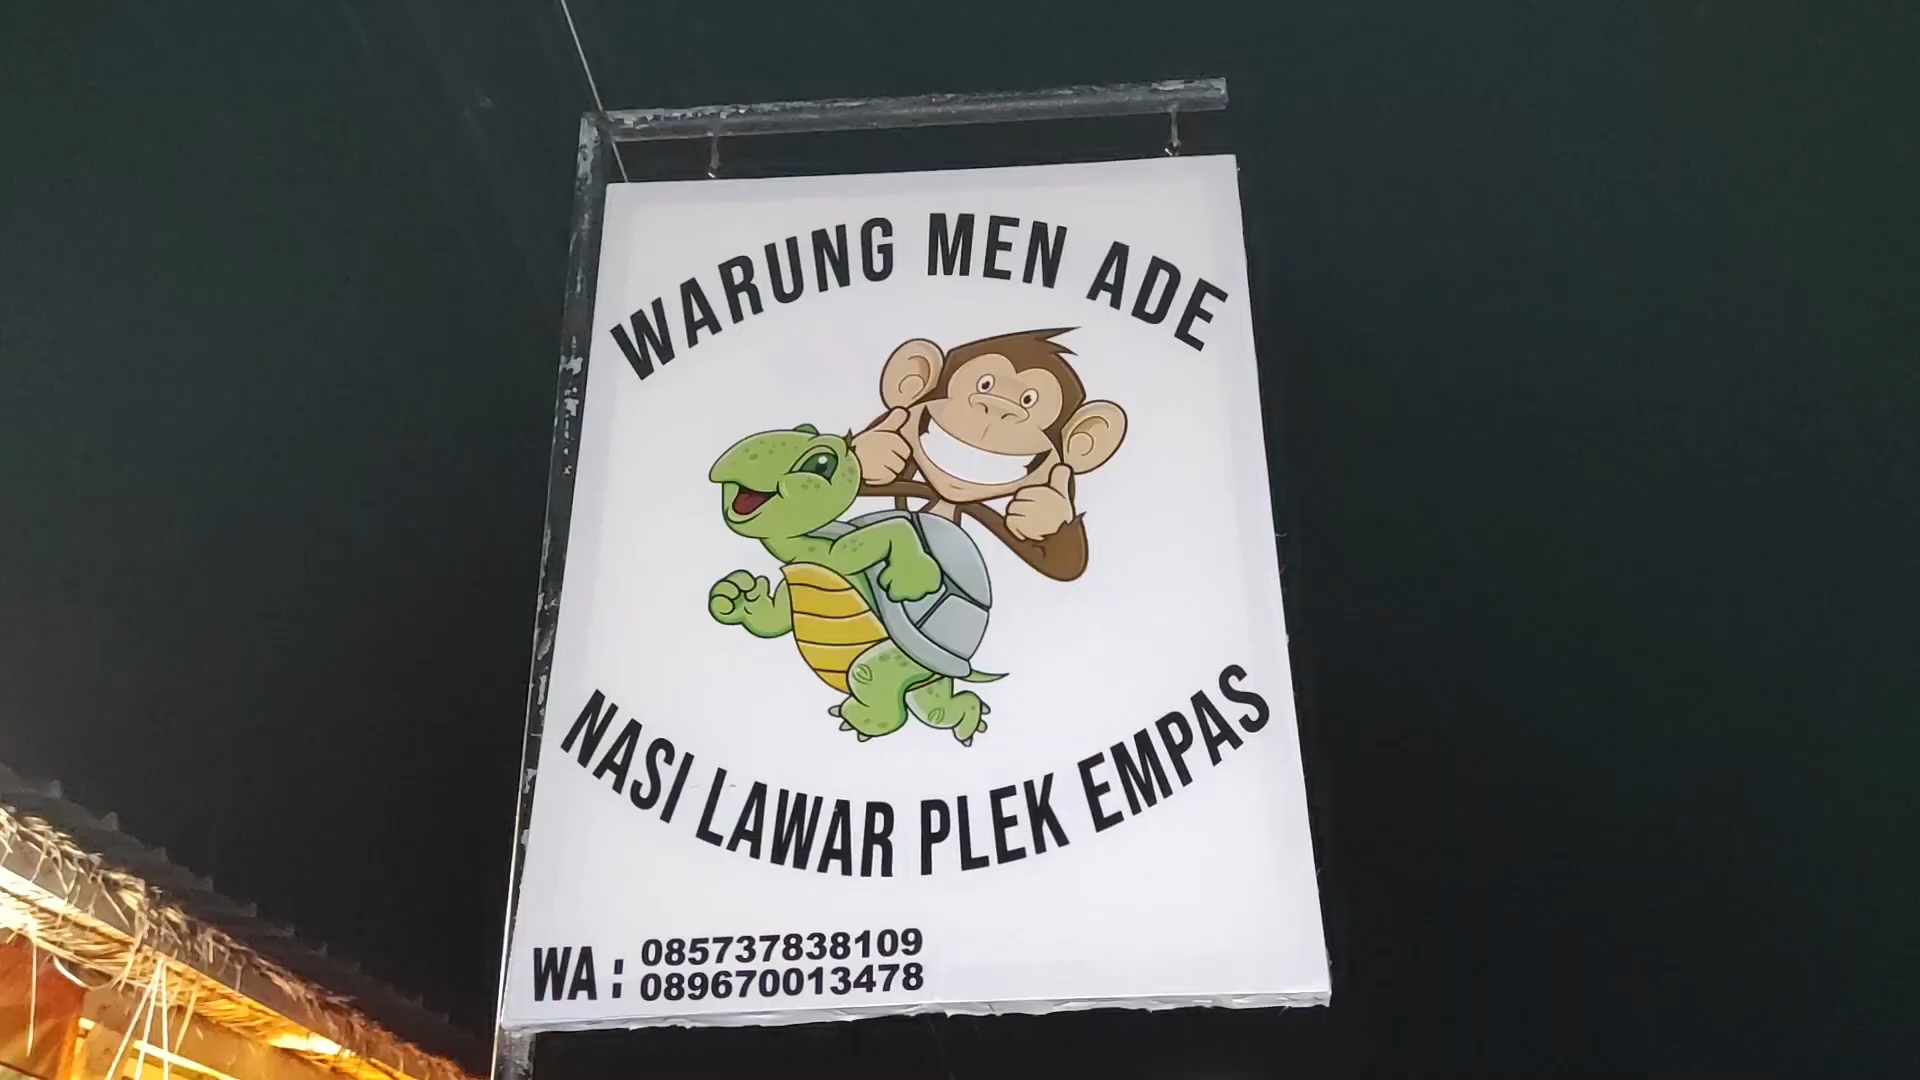 WARUNG MEN ADE
NASI LAWAR PLEK EMPAS
WA : 085737838109
089670013478